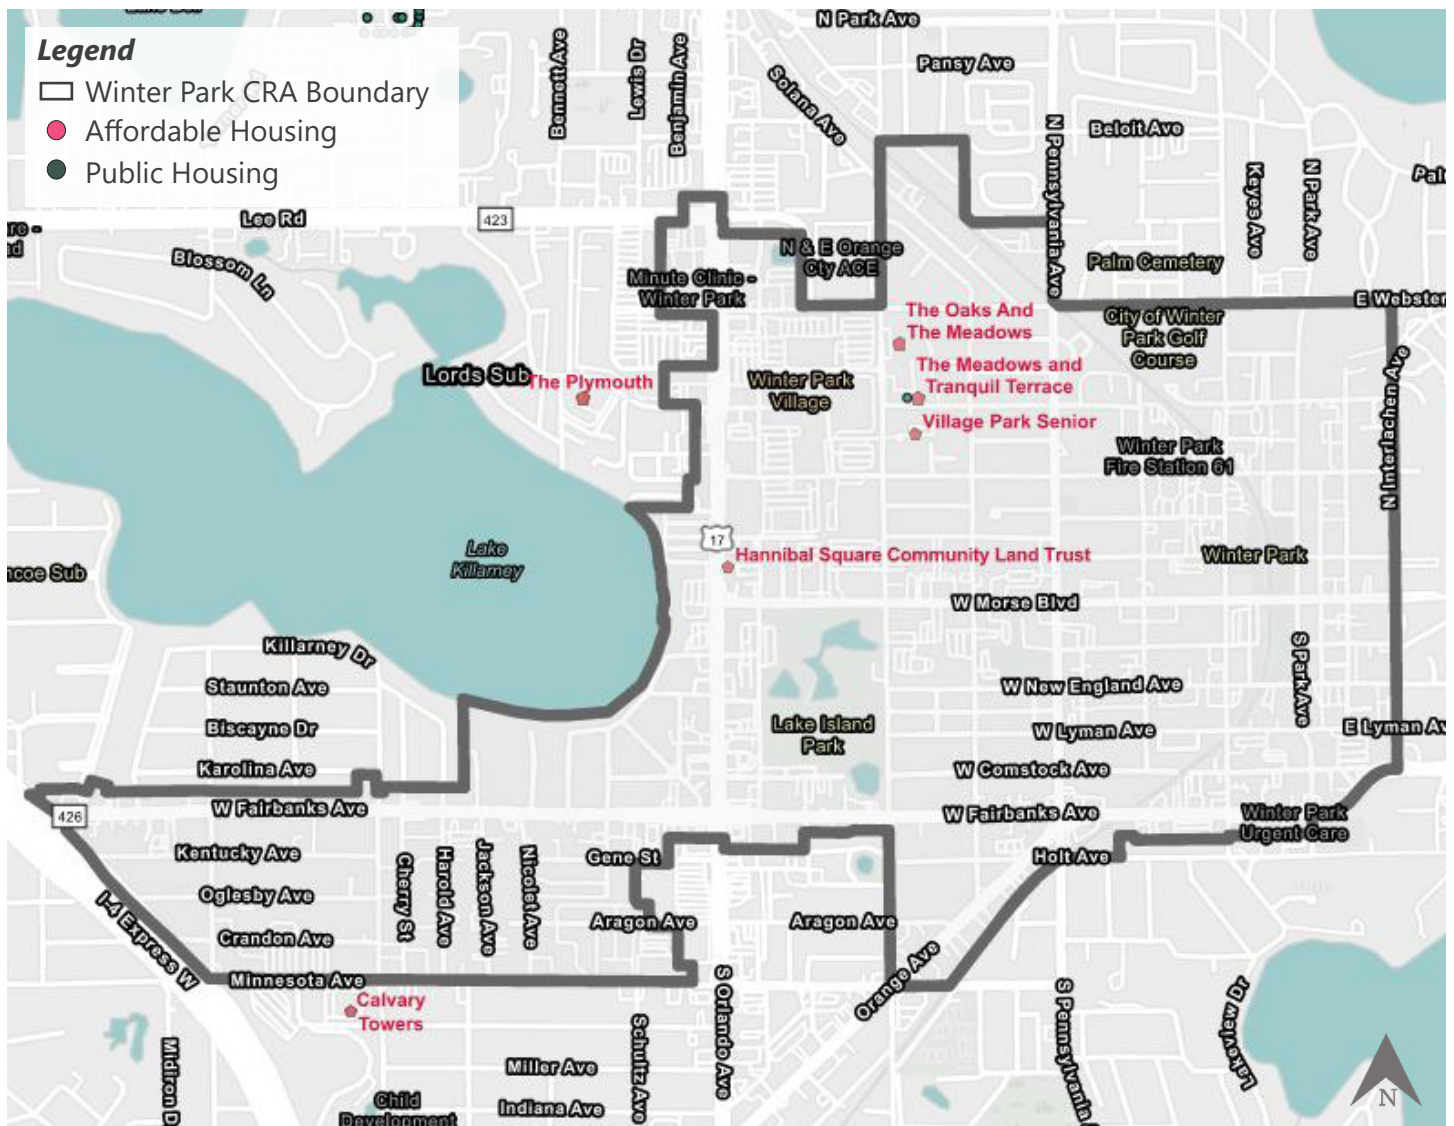 Legend
Winter Park CRA Boundary
Affordable Housing
Public Housing
N Park Ave
Pansy Ave
Solana Ave
Bennett Ave
Lewis Dr
Benjamin Ave
N Pennsylvania Ave
Beloit Ave
Keyes Ave
N Park Ave
Lee Rd
423
Blossom Ln
N & E Orange
Cty ACE
Minute Clinic -
Winter Park
Palm Cemetery
E Webster
The Oaks And
The Meadows
City of Winter
Park Golf
Course
The Meadows and
Tranquil Terrace
Lords Sub
The Plymouth
Winter Park
Village
Village Park Senior
Winter Park
Fire Station 61
N Interlachen Ave
17
Hannibal Square Community Land Trust
Winter Park
Lake
Killarney
ncoe Sub
W Morse Blvd
Killarney Dr
Staunton Ave
S Park Ave
W New England Ave
Biscayne Dr
Lake Island
Park
W Lyman Ave
E Lyman Av
Karolina Ave
W Comstock Ave
426
W Fairbanks Ave
W Fairbanks Ave
Winter Park
Urgent Care
Kentucky Ave
Gene St
Holt Ave
Cherry St
Harold Ave
Jackson Ave
Nicolet Ave
Oglesby Ave
Aragon Ave
Aragon Ave
I-4 Express W
Crandon Ave
Minnesota Ave
Orange Ave
Calvary
Towers
S Orlando Ave
S Pennsylvania
Lakeview Dr
Midiron D
Schultz Ave
Miller Ave
Indiana Ave
Child
Development
N